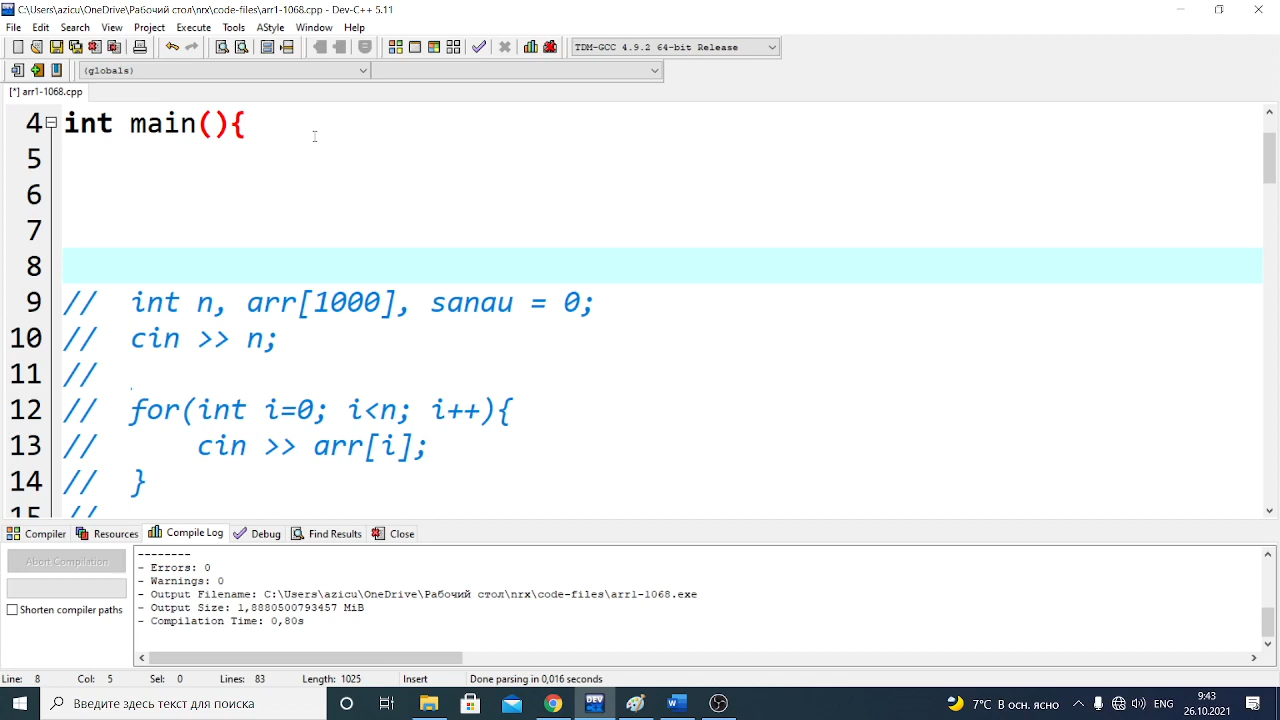 C:\Users\azicu\OneDrive\Рабочий стол\nrx\code-files\arr1-1068.cpp - Dev-C++ 5.11
File Edit Search View Project Execute Tools AStyle Window Help
TDM-GCC 4.9.2 64-bit Release
(globals)
[*] arr1-1068.cpp
4 int main(){
5
6
7
8
9 // int n, arr[1000], sanau = 0;
10 // cin >> n;
11 //
12 // for(int i=0; i<n; i++){
13 // cin >> arr[i];
14 // }
15 //
Compiler Resources Compile Log Debug Find Results Close
Abort Compilation
Shorten compiler paths
--------
- Errors: 0
- Warnings: 0
- Output Filename: C:\Users\azicu\OneDrive\Рабочий стол\nrx\code-files\arr1-1068.exe
- Output Size: 1,8880500793457 MiB
- Compilation Time: 0,80s
Line: 8 Col: 5 Sel: 0 Lines: 83 Length: 1025 Insert Done parsing in 0,016 seconds
Введите здесь текст для поиска
DEV
7°C В осн. ясно
ENG
9:43
26.10.2021